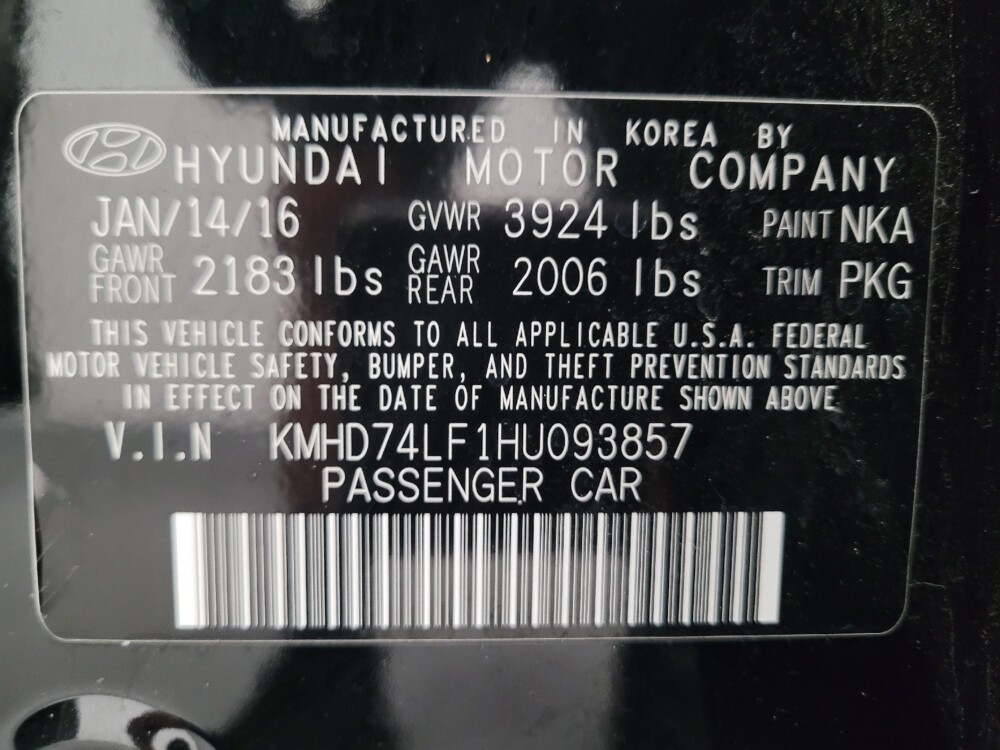 MANUFACTURED IN KOREA BY
HYUNDAI MOTOR COMPANY
JAN/14/16 GVWR 3924 lbs PAINT NKA
GAWR FRONT 2183 lbs GAWR REAR 2006 lbs TRIM PKG
THIS VEHICLE CONFORMS TO ALL APPLICABLE U.S.A. FEDERAL
MOTOR VEHICLE SAFETY, BUMPER, AND THEFT PREVENTION STANDARDS
IN EFFECT ON THE DATE OF MANUFACTURE SHOWN ABOVE
V.I.N KMHD74LF1HU093857
PASSENGER CAR